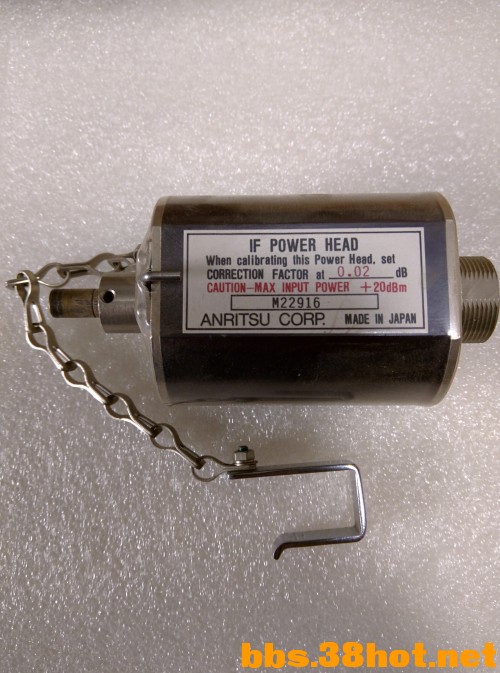 IF POWER HEAD
When calibrating this Power Head, set
CORRECTION FACTOR at 0.02 dB
CAUTION-MAX INPUT POWER +20dBm
M22916
ANRITSU CORP. MADE IN JAPAN
bbs.38hot.net